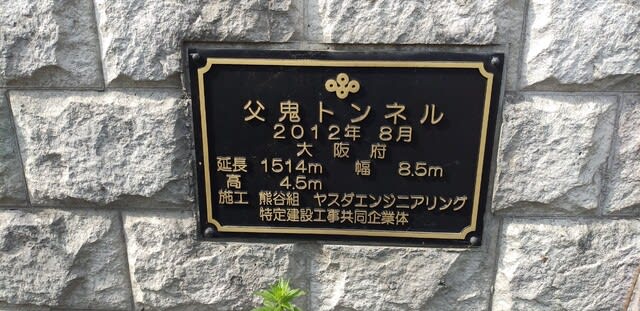 父鬼トンネル
2012年 8月
大阪府
延長 1514m 幅 8.5m
高 4.5m
施工 熊谷組 ヤスダエンジニアリング
特定建設工事共同企業体